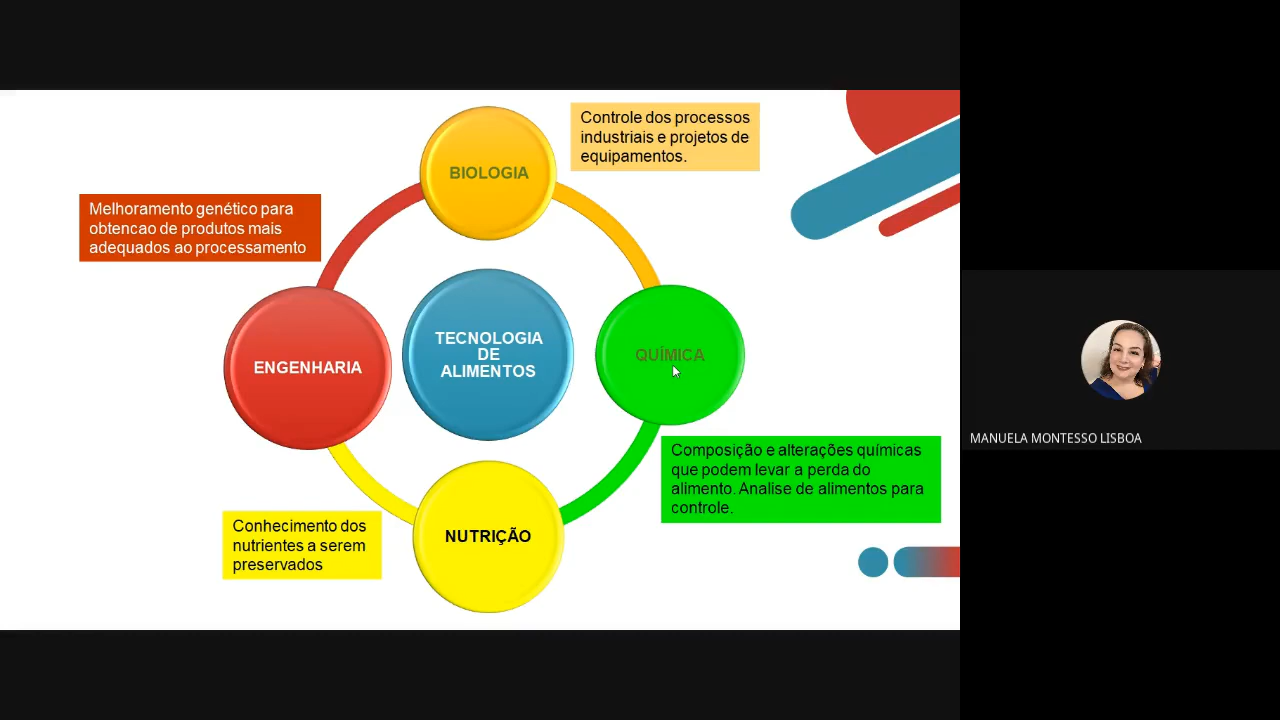 BIOLOGIA
Controle dos processos
industriais e projetos de
equipamentos.
Melhoramento genético para
obtencao de produtos mais
adequados ao processamento
ENGENHARIA
TECNOLOGIA
DE
ALIMENTOS
QUÍMICA
Composição e alterações químicas
que podem levar a perda do
alimento. Analise de alimentos para
controle.
Conhecimento dos
nutrientes a serem
preservados
NUTRIÇÃO
MANUELA MONTESSO LISBOA